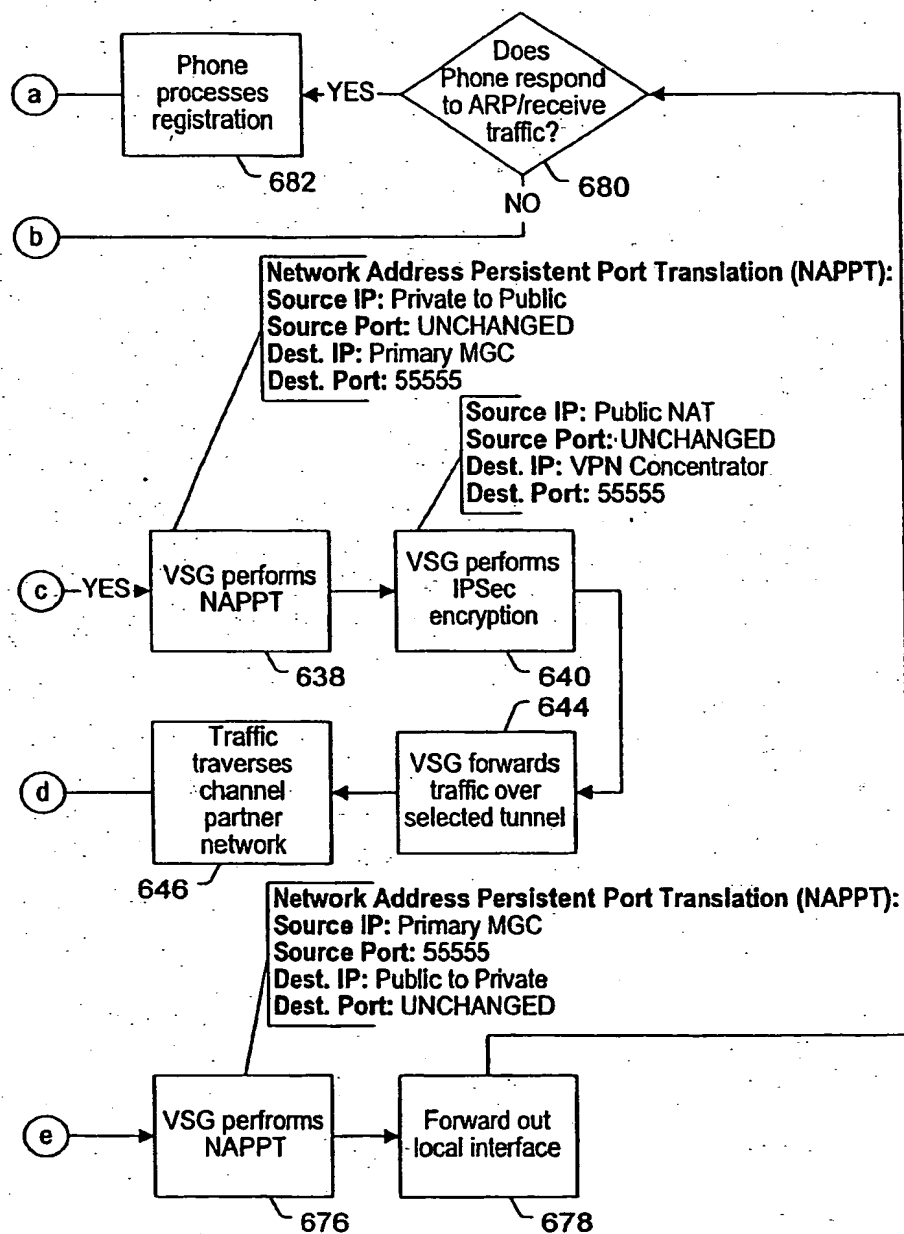 a
Phone
processes
registration
682
YES
Does
Phone respond
to ARP/receive
traffic?
680
NO
b
Network Address Persistent Port Translation (NAPPT):
Source IP: Private to Public
Source Port: UNCHANGED
Dest. IP: Primary MGC
Dest. Port: 55555
Source IP: Public NAT
Source Port: UNCHANGED
Dest. IP: VPN Concentrator
Dest. Port: 55555
c
YES
VSG performs
NAPPT
638
VSG performs
IPSec
encryption
640
644
d
Traffic
traverses
channel
partner
network
646
VSG forwards
traffic over
selected tunnel
Network Address Persistent Port Translation (NAPPT):
Source IP: Primary MGC
Source Port: 55555
Dest. IP: Public to Private
Dest. Port: UNCHANGED
e
VSG perfroms
NAPPT
676
Forward out
local interface
678